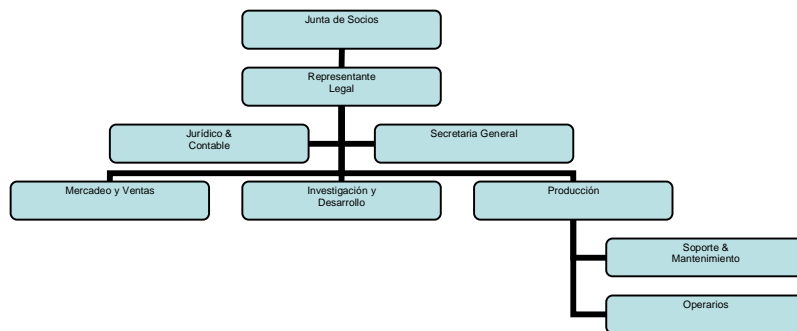 Junta de Socios
Representante
Legal
Jurídico &
Contable
Secretaria General
Mercadeo y Ventas
Investigación y
Desarrollo
Producción
Soporte &
Mantenimiento
Operarios